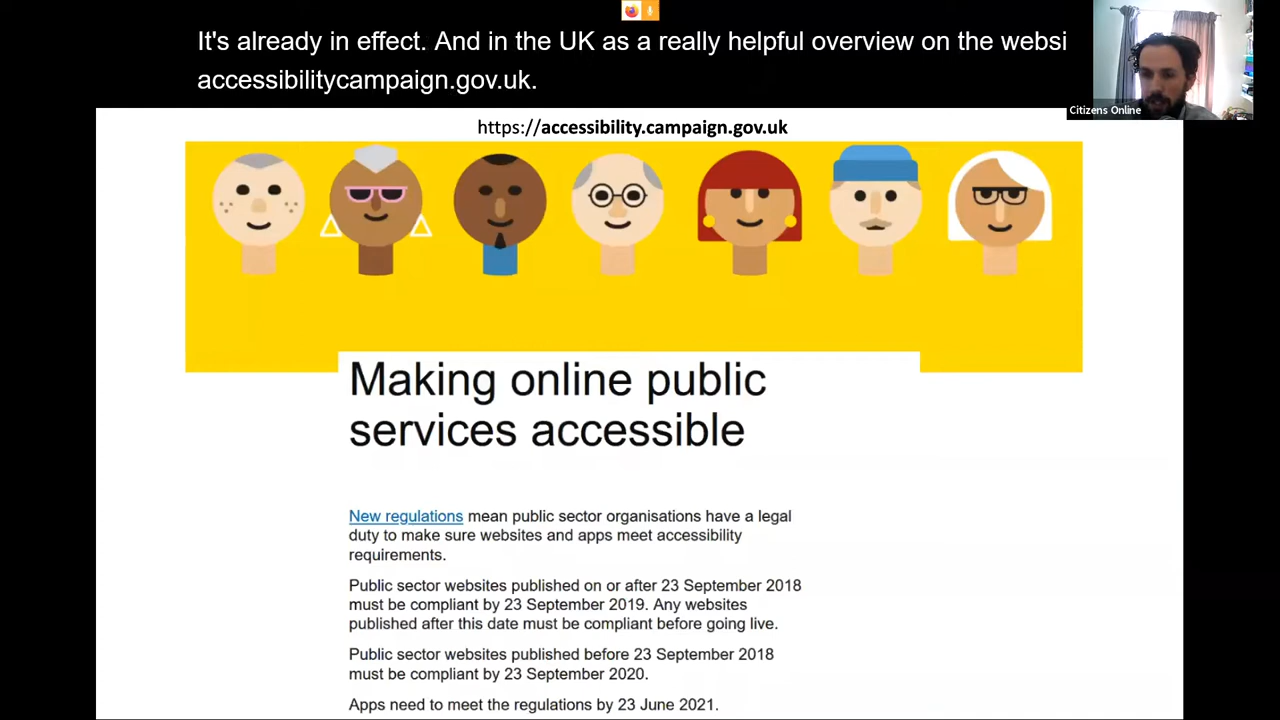 It's already in effect. And in the UK as a really helpful overview on the websi
accessibilitycampaign.gov.uk.
Citizens Online
https://accessibility.campaign.gov.uk
Making online public
services accessible
New regulations mean public sector organisations have a legal
duty to make sure websites and apps meet accessibility
requirements.
Public sector websites published on or after 23 September 2018
must be compliant by 23 September 2019. Any websites
published after this date must be compliant before going live.
Public sector websites published before 23 September 2018
must be compliant by 23 September 2020.
Apps need to meet the regulations by 23 June 2021.